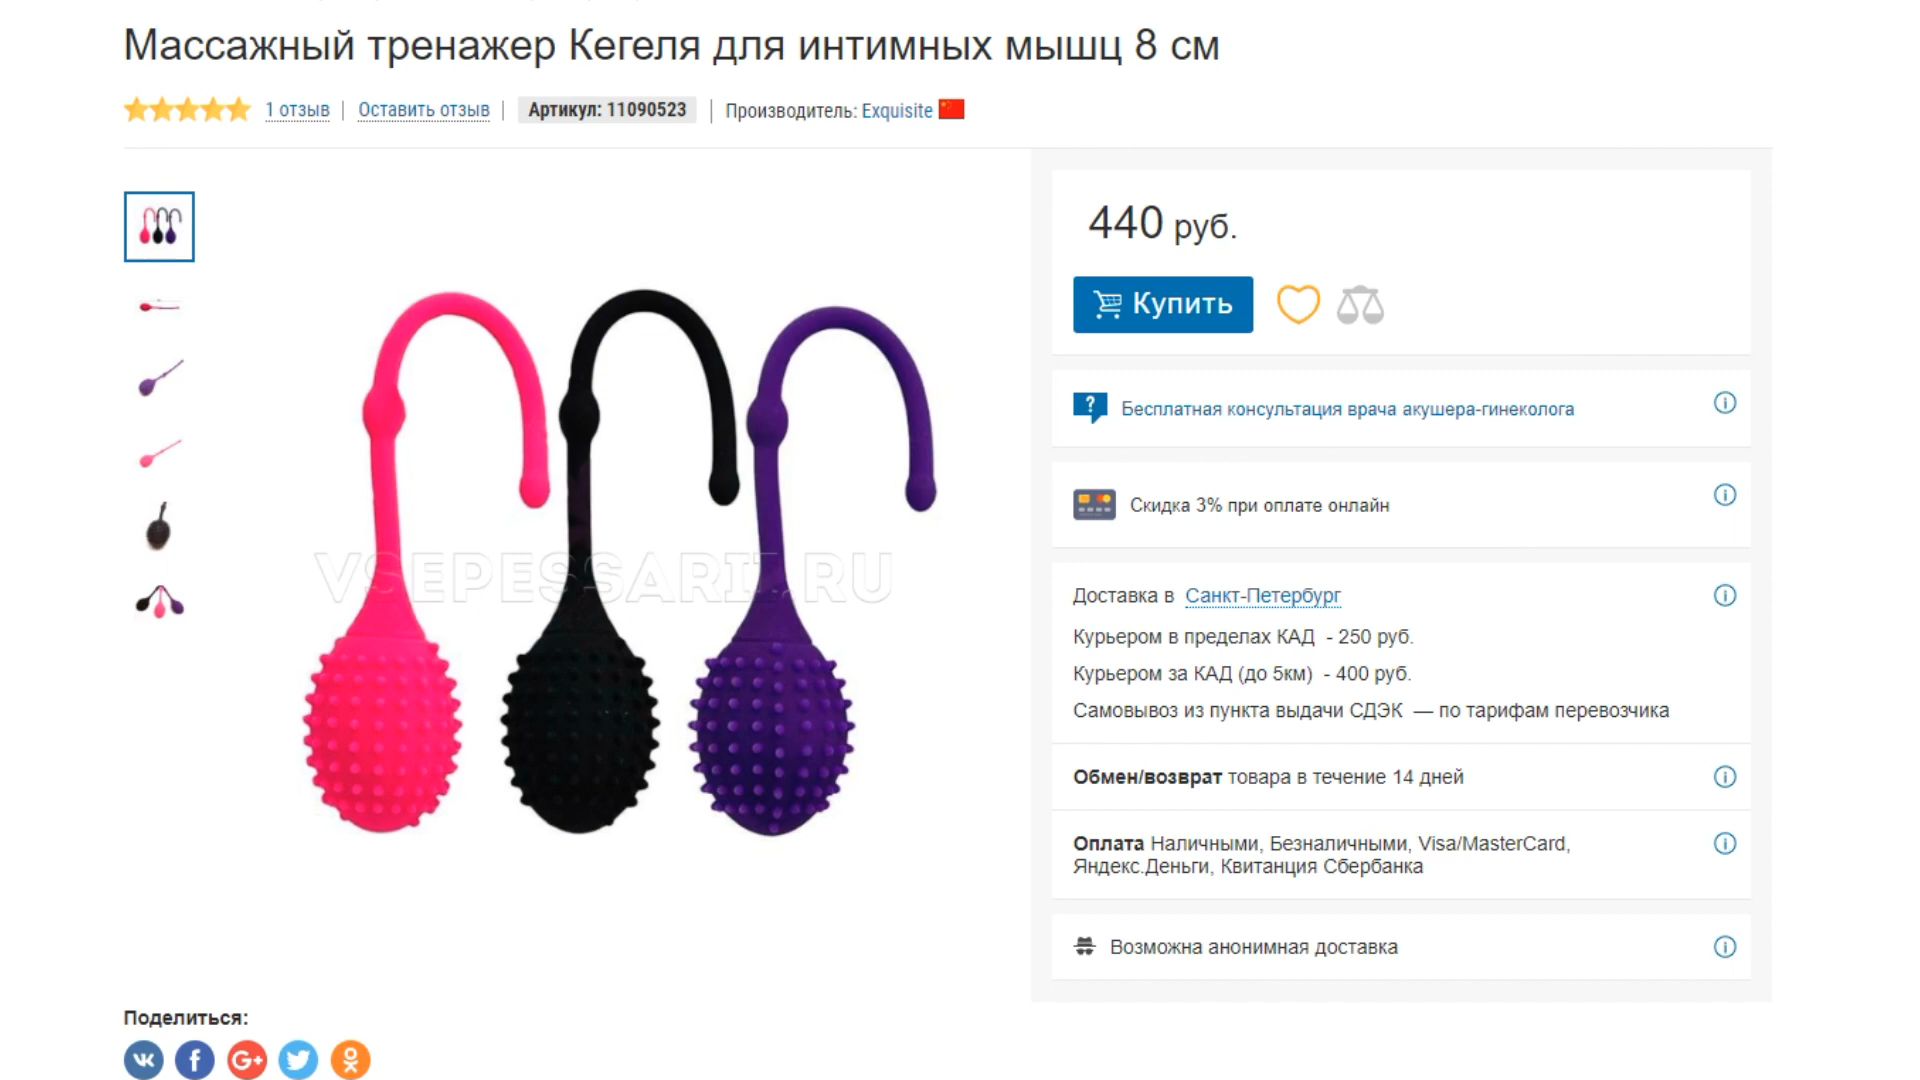 Массажный тренажер Кегеля для интимных мышц 8 см
1 отзыв | Оставить отзыв | Артикул: 11090523 | Производитель: Exquisite
440 руб.
Купить
? Бесплатная консультация врача акушера-гинеколога
Скидка 3% при оплате онлайн
VSEPESSARII.RU
Доставка в Санкт-Петербург
Курьером в пределах КАД - 250 руб.
Курьером за КАД (до 5км) - 400 руб.
Самовывоз из пункта выдачи СДЭК — по тарифам перевозчика
Обмен/возврат товара в течение 14 дней
Оплата Наличными, Безналичными, Visa/MasterCard,
Яндекс.Деньги, Квитанция Сбербанка
Возможна анонимная доставка
Поделиться: